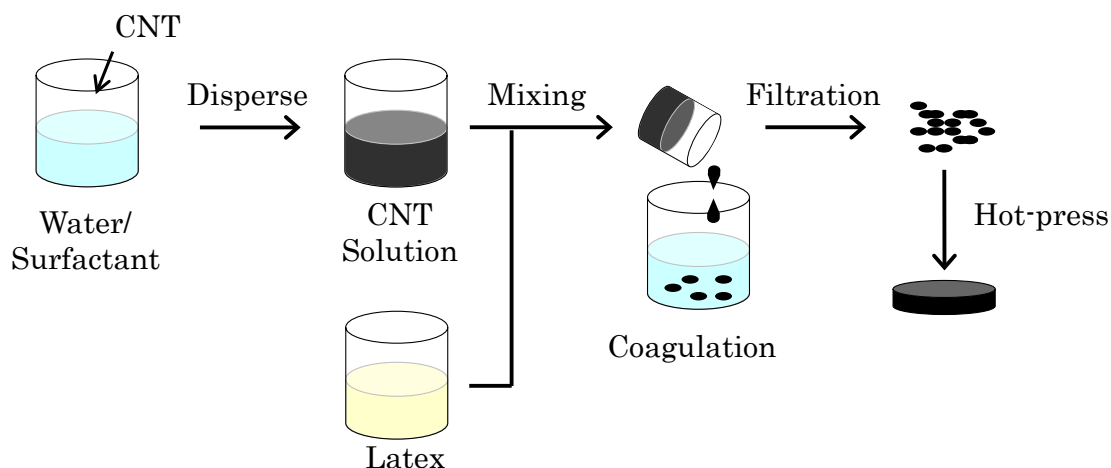 CNT
Disperse
Mixing
Filtration
Water/
Surfactant
CNT
Solution
Latex
Coagulation
Hot-press